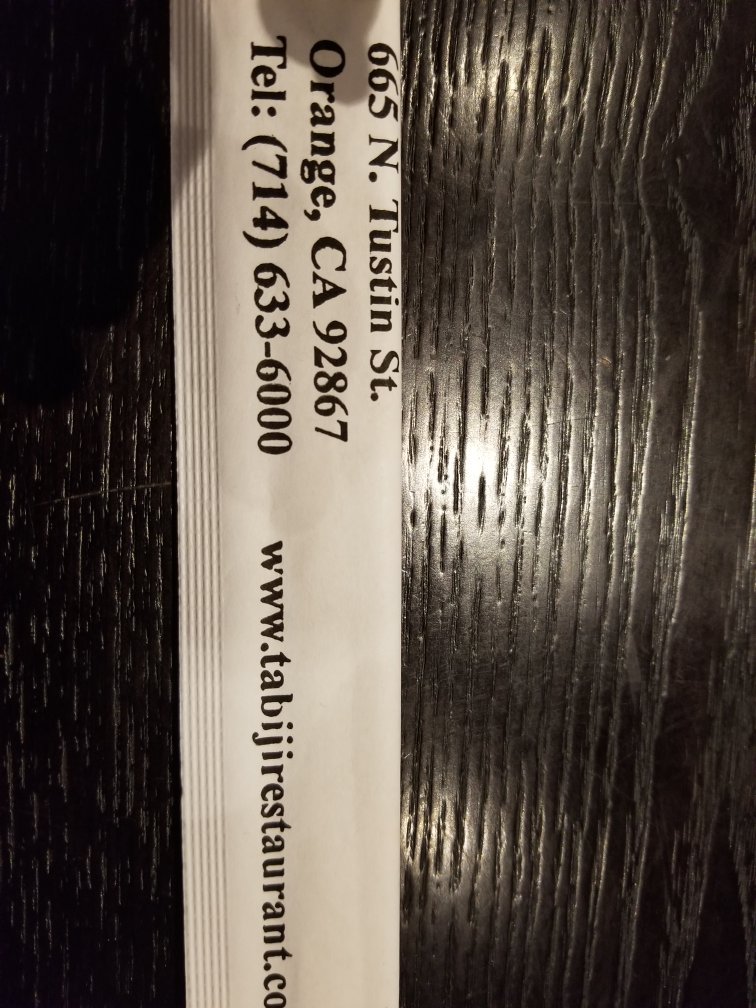 665 N. Tustin St.
Orange, CA 92867
Tel: (714) 633-6000 www.tabijirestaurant.co